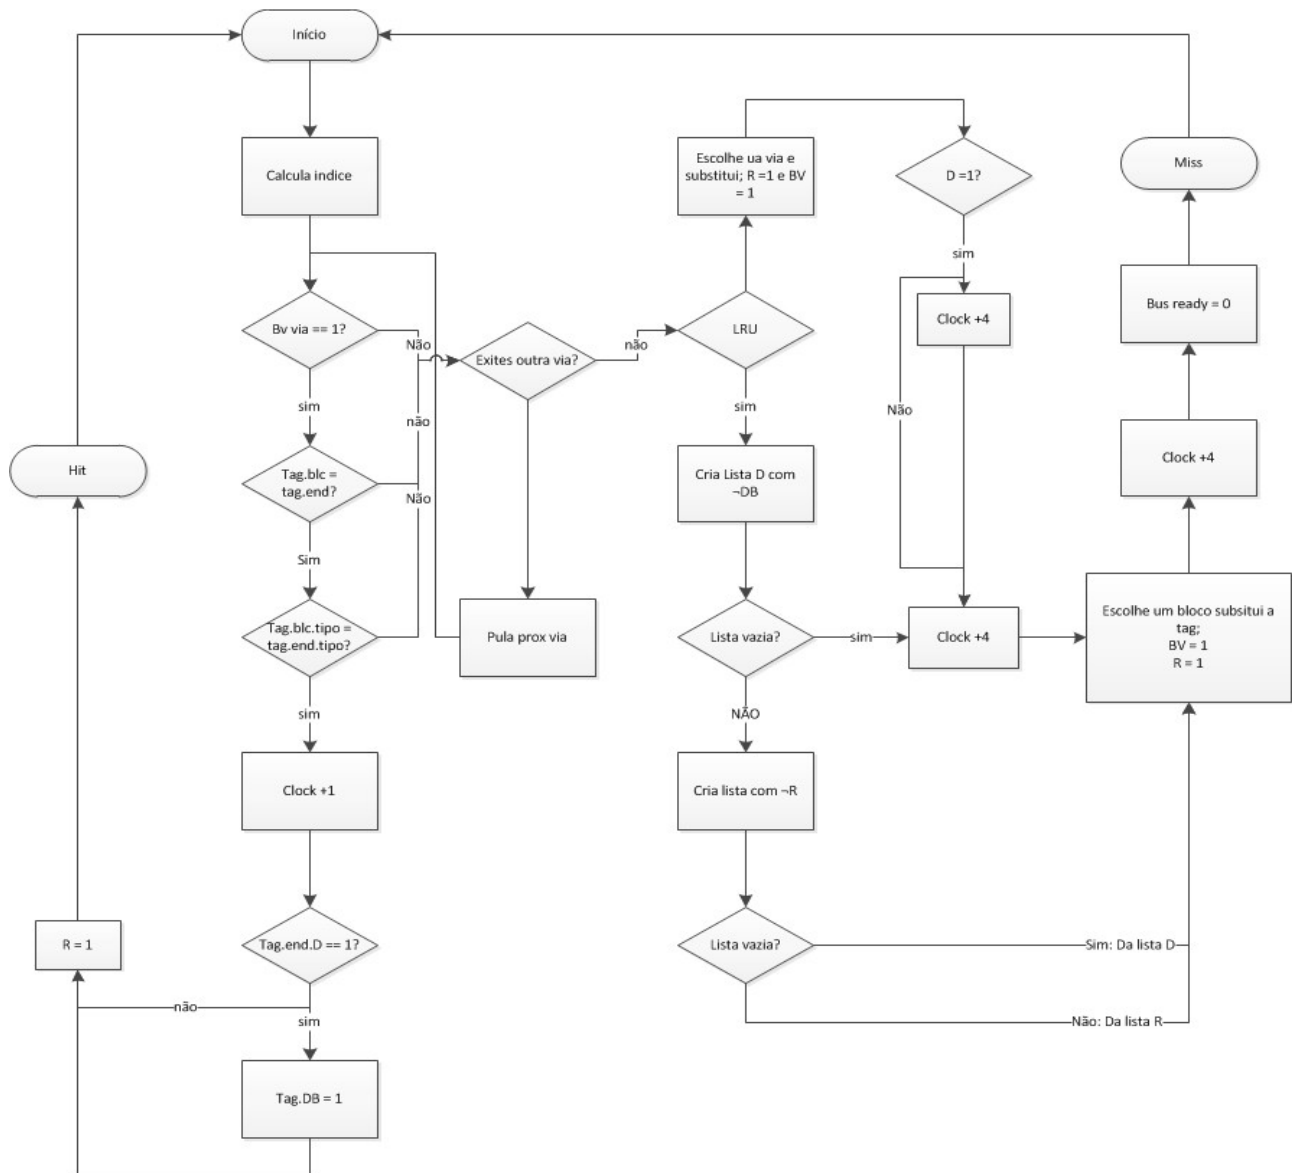 Início
Calcula indice
Bv via == 1?
Não
sim
não
Tag.blc =
tag.end?
Não
Sim
Tag.blc.tipo =
tag.end.tipo?
sim
Clock +1
Tag.end.D == 1?
não
sim
Tag.DB = 1
R = 1
Hit
Exites outra via?
não
Pula prox via
LRU
Escolhe ua via e
substitui; R =1 e BV
= 1
D =1?
sim
Clock +4
Não
sim
Cria Lista D com
¬DB
Lista vazia?
sim
Clock +4
NÃO
Cria lista com ¬R
Lista vazia?
Sim: Da lista D
Não: Da lista R
Escolhe um bloco subsitui a
tag;
BV = 1
R = 1
Clock +4
Bus ready = 0
Miss